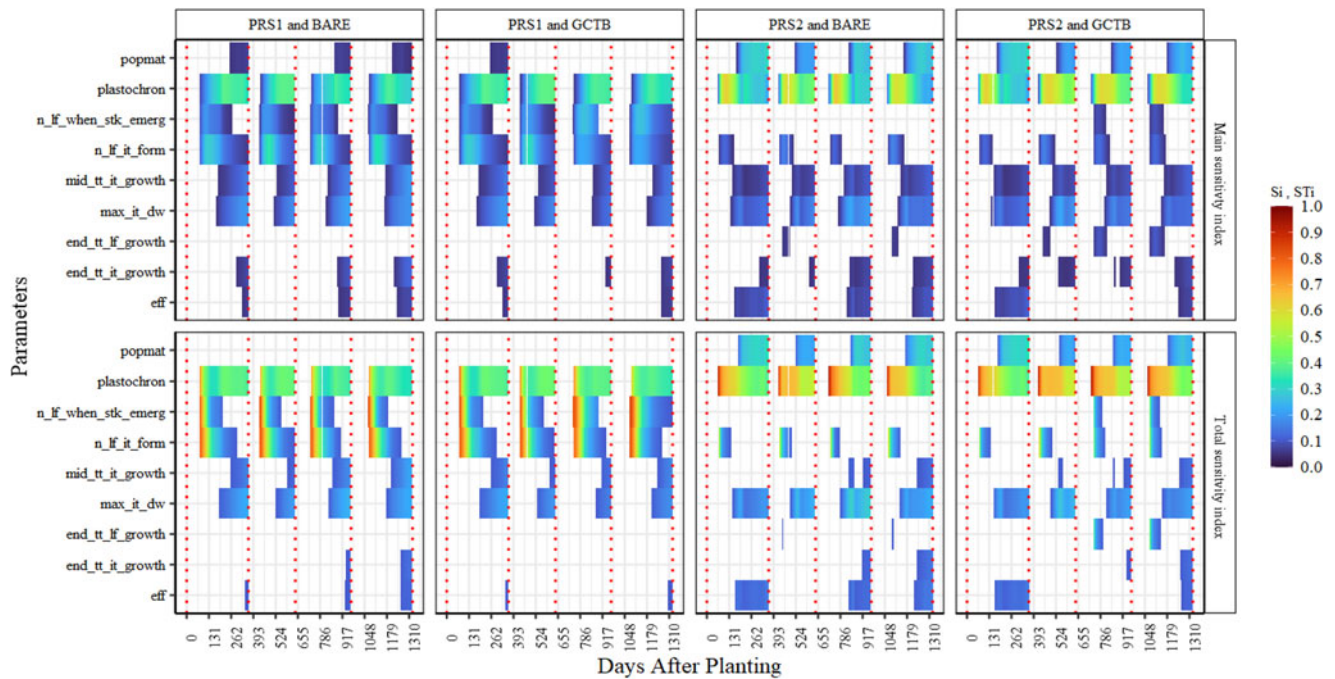 PRS1 and BARE
PRS1 and GCTB
PRS2 and BARE
PRS2 and GCTB
popmat
plastochron
n_lf_when_stk_emerg
n_lf_it_form
mid_tt_it_growth
max_it_dw
end_tt_lf_growth
end_tt_it_growth
eff
Main sensitivty index
Parameters
popmat
plastochron
n_lf_when_stk_emerg
n_lf_it_form
mid_tt_it_growth
max_it_dw
end_tt_lf_growth
end_tt_it_growth
eff
Total sensitvity index
Si , STi
1.0
0.9
0.8
0.7
0.6
0.5
0.4
0.3
0.2
0.1
0.0
0 131 262 393 524 655 786 917 1048 1179 1310
0 131 262 393 524 655 786 917 1048 1179 1310
0 131 262 393 524 655 786 917 1048 1179 1310
0 131 262 393 524 655 786 917 1048 1179 1310
Days After Planting